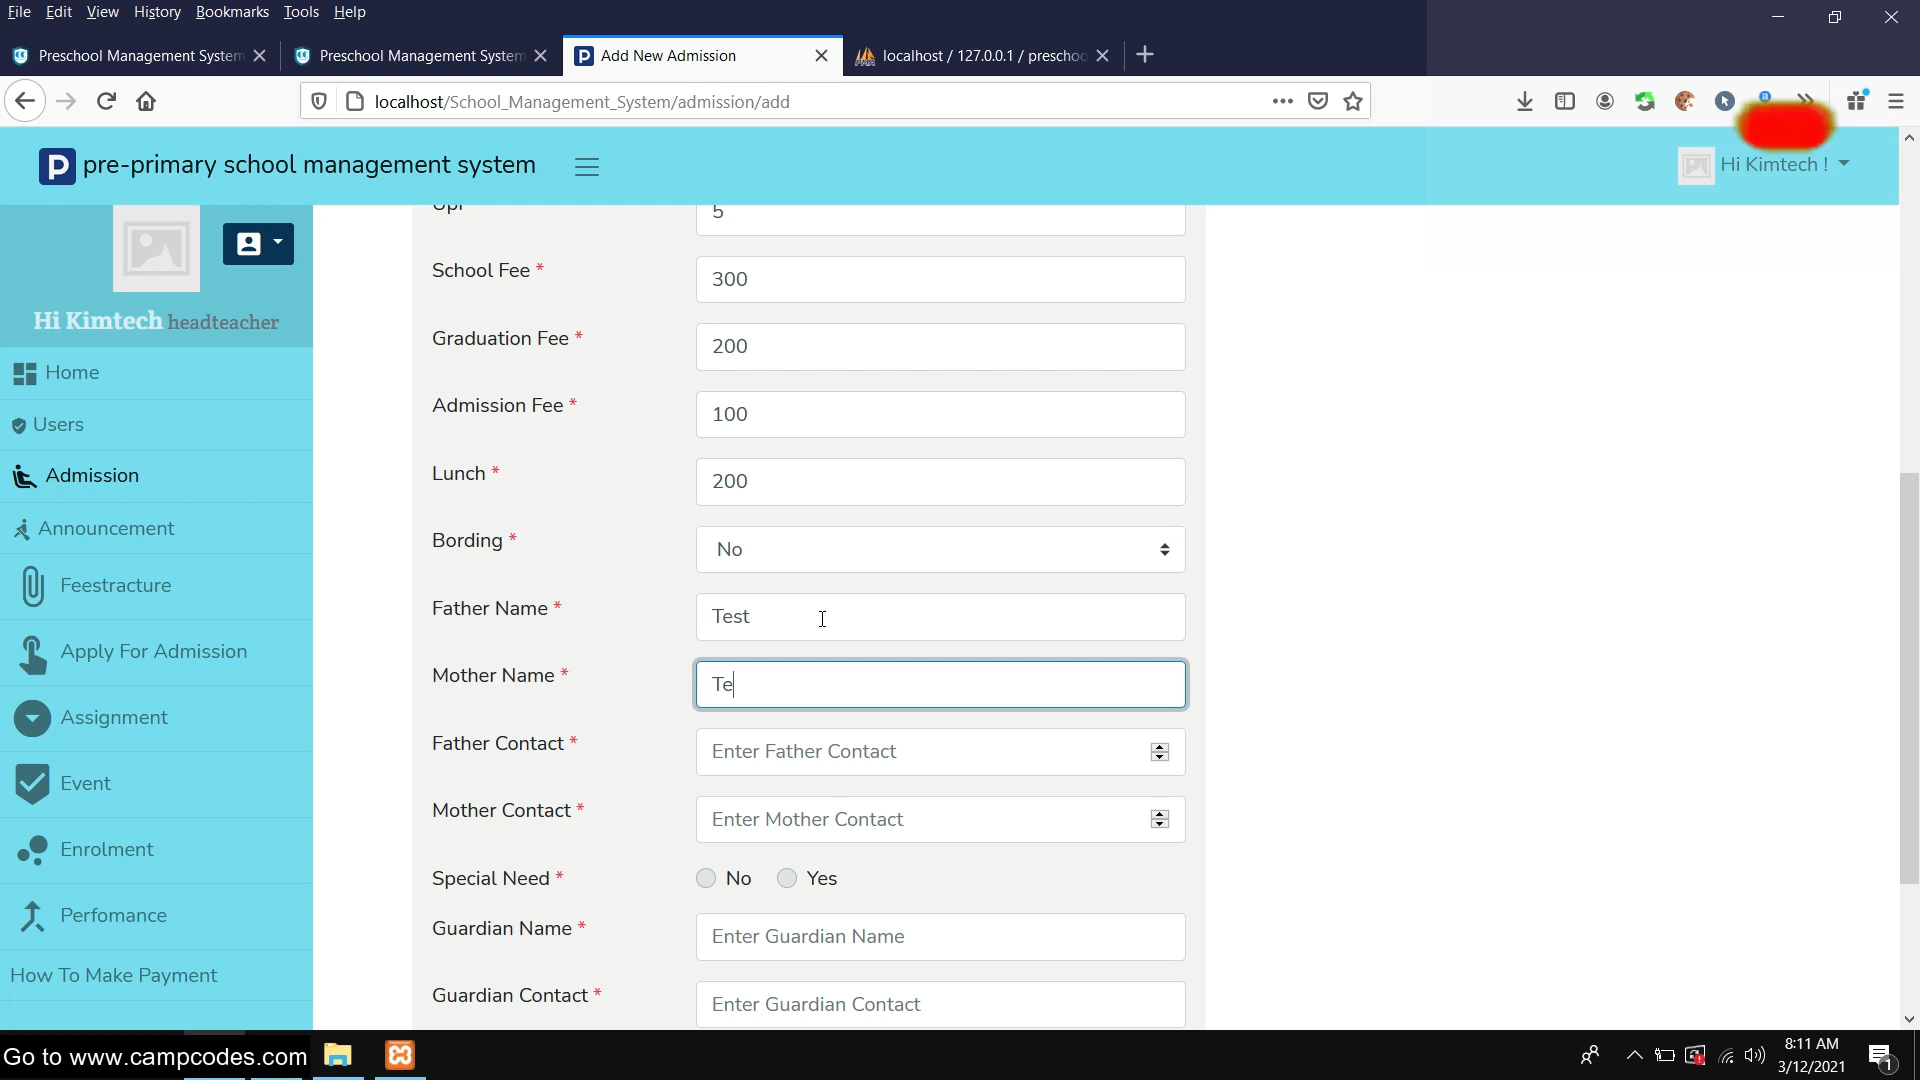 File Edit View History Bookmarks Tools Help
Preschool Management System
Preschool Management System
Add New Admission
localhost / 127.0.0.1 / preschoo
localhost/School_Management_System/admission/add
P pre-primary school management system
Hi Kimtech !
Hi Kimtech headteacher
Home
Users
Admission
Announcement
Feestracture
Apply For Admission
Assignment
Event
Enrolment
Perfomance
How To Make Payment
Upi
5
School Fee *
300
Graduation Fee *
200
Admission Fee *
100
Lunch *
200
Bording *
No
Father Name *
Test
Mother Name *
Te
Father Contact *
Enter Father Contact
Mother Contact *
Enter Mother Contact
Special Need *
No Yes
Guardian Name *
Enter Guardian Name
Guardian Contact *
Enter Guardian Contact
Go to www.campcodes.com
8:11 AM
3/12/2021
1